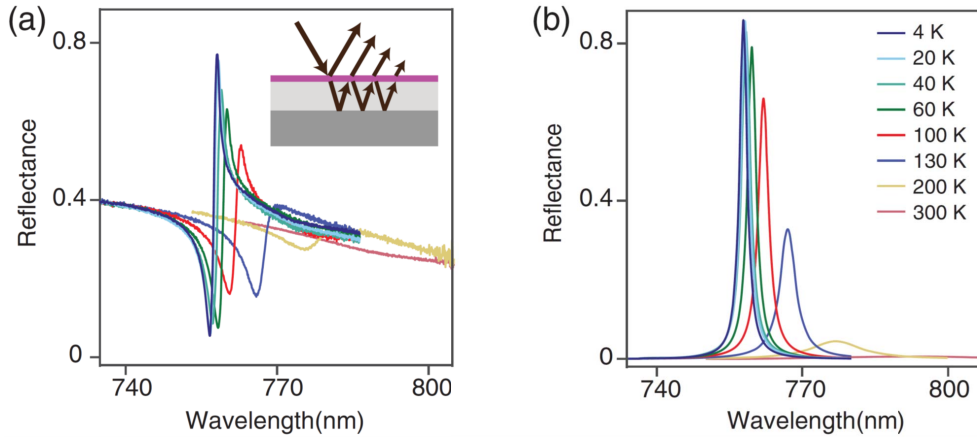 (a)
0.8
0.4
0
Reflectance
740
770
800
Wavelength(nm)
(b)
0.8
0.4
0
Reflectance
740
770
800
Wavelength(nm)
4 K
20 K
40 K
60 K
100 K
130 K
200 K
300 K